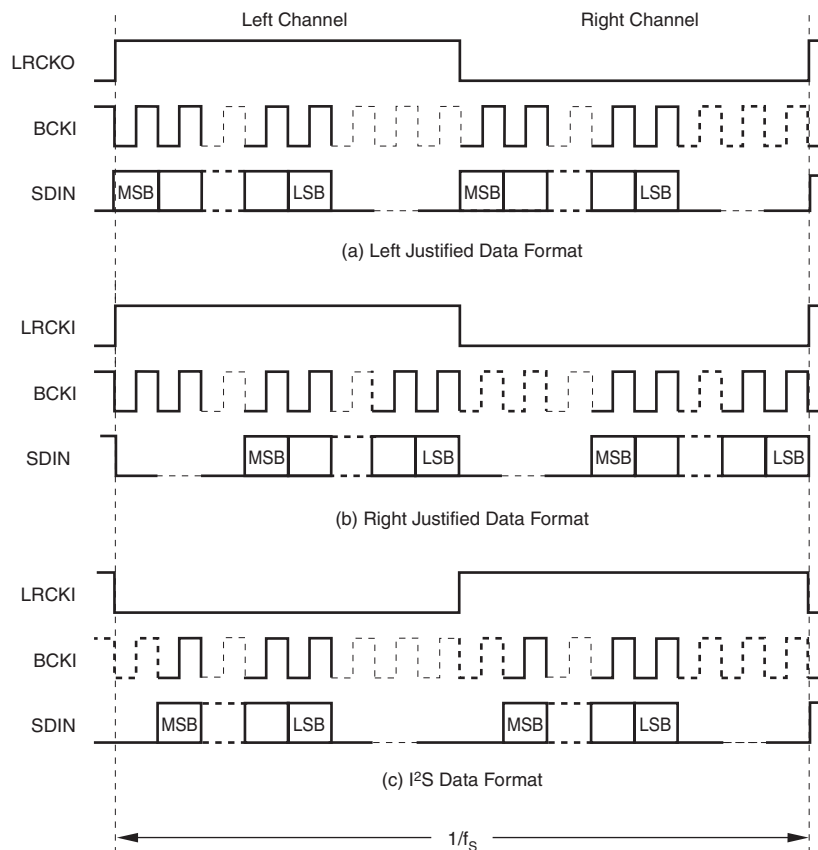 Left Channel Right Channel
LRCKO
BCKI
SDIN MSB LSB MSB LSB
(a) Left Justified Data Format
LRCKI
BCKI
SDIN MSB LSB MSB LSB
(b) Right Justified Data Format
LRCKI
BCKI
SDIN MSB LSB MSB LSB
(c) I²S Data Format
1/fS